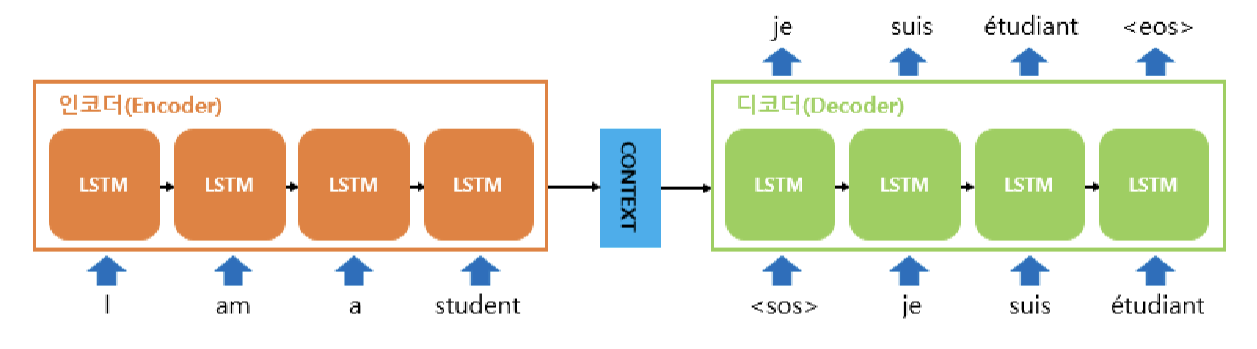 je suis étudiant <eos>
인코더(Encoder)
디코더(Decoder)
LSTM LSTM LSTM LSTM
CONTEXT
LSTM LSTM LSTM LSTM
I am a student
<sos> je suis étudiant